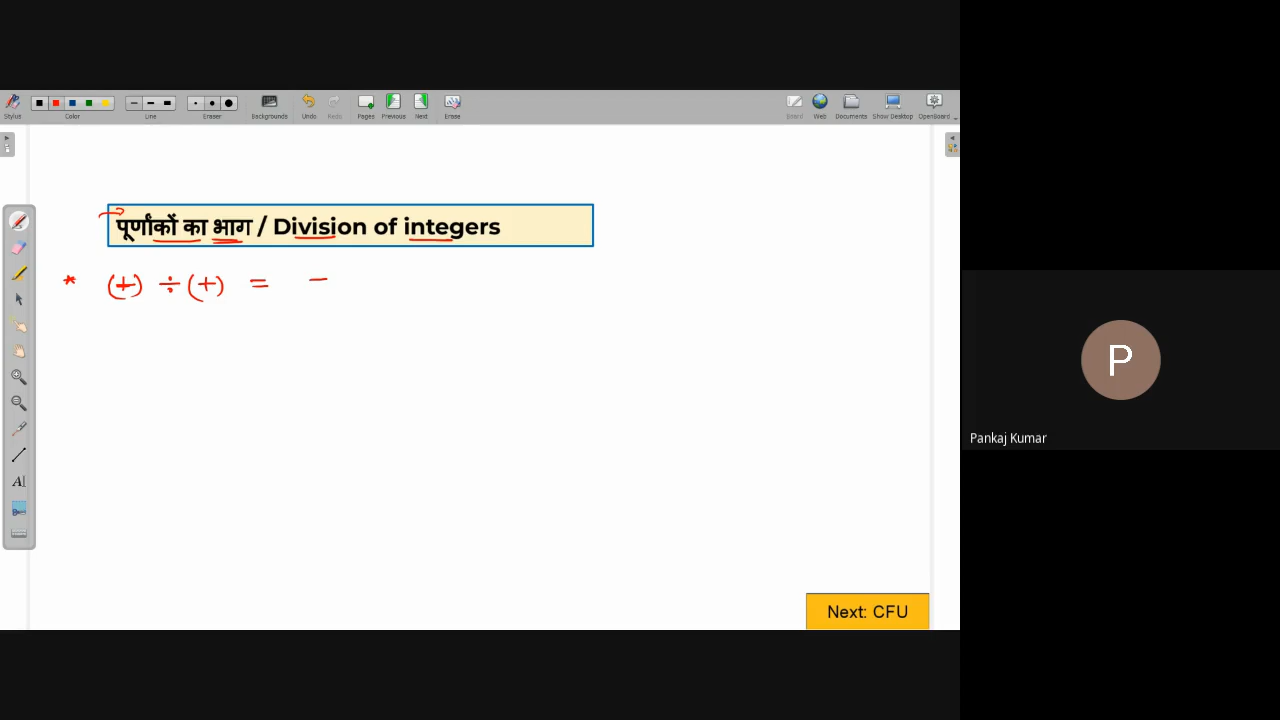 Stylus
Color
Line
Eraser
Backgrounds
Undo
Redo
Pages
Previous
Next
Erase
Board
Web
Documents
Show Desktop
OpenBoard
पूर्णांकों का भाग / Division of integers
* (+) ÷ (+) = −
Next: CFU
P
Pankaj Kumar